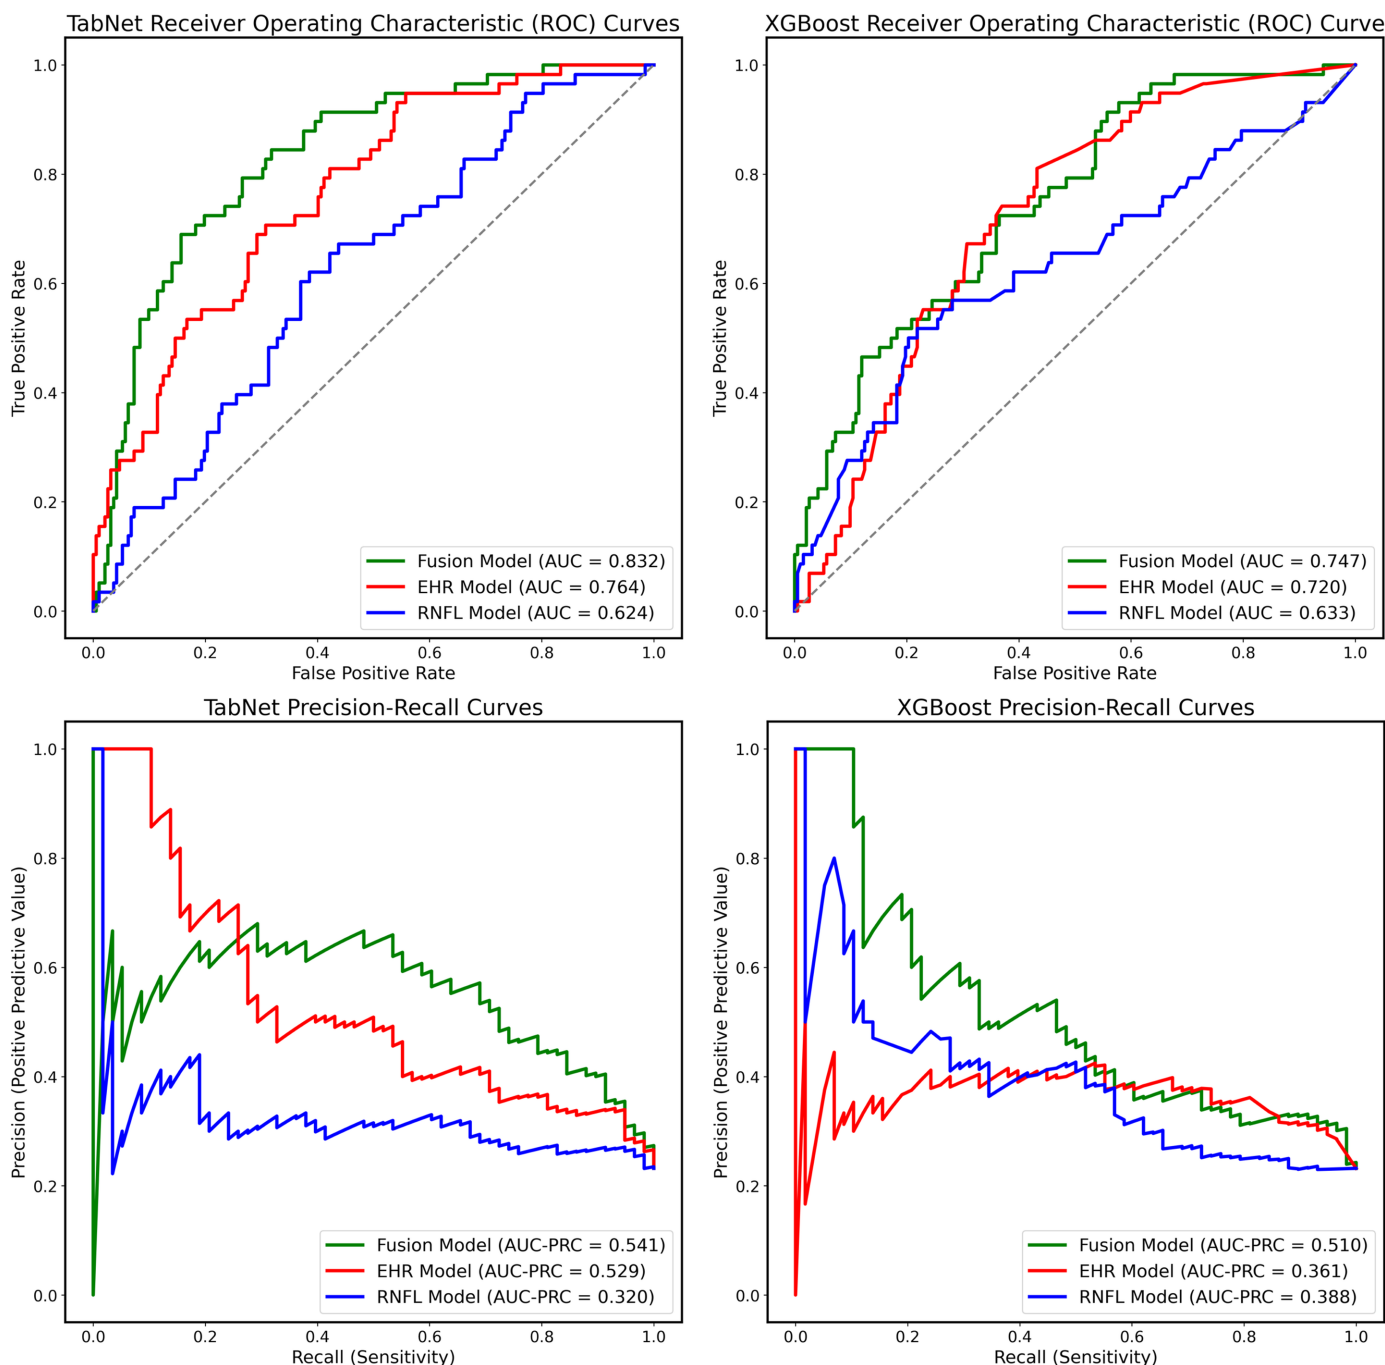 TabNet Receiver Operating Characteristic (ROC) Curves
1.0
0.8
0.6
0.4
0.2
0.0
True Positive Rate
Fusion Model (AUC = 0.832)
EHR Model (AUC = 0.764)
RNFL Model (AUC = 0.624)
0.0 0.2 0.4 0.6 0.8 1.0
False Positive Rate
XGBoost Receiver Operating Characteristic (ROC) Curve
1.0
0.8
0.6
0.4
0.2
0.0
True Positive Rate
Fusion Model (AUC = 0.747)
EHR Model (AUC = 0.720)
RNFL Model (AUC = 0.633)
0.0 0.2 0.4 0.6 0.8 1.0
False Positive Rate
TabNet Precision-Recall Curves
1.0
0.8
0.6
0.4
0.2
0.0
Precision (Positive Predictive Value)
Fusion Model (AUC-PRC = 0.541)
EHR Model (AUC-PRC = 0.529)
RNFL Model (AUC-PRC = 0.320)
0.0 0.2 0.4 0.6 0.8 1.0
Recall (Sensitivity)
XGBoost Precision-Recall Curves
1.0
0.8
0.6
0.4
0.2
0.0
Precision (Positive Predictive Value)
Fusion Model (AUC-PRC = 0.510)
EHR Model (AUC-PRC = 0.361)
RNFL Model (AUC-PRC = 0.388)
0.0 0.2 0.4 0.6 0.8 1.0
Recall (Sensitivity)